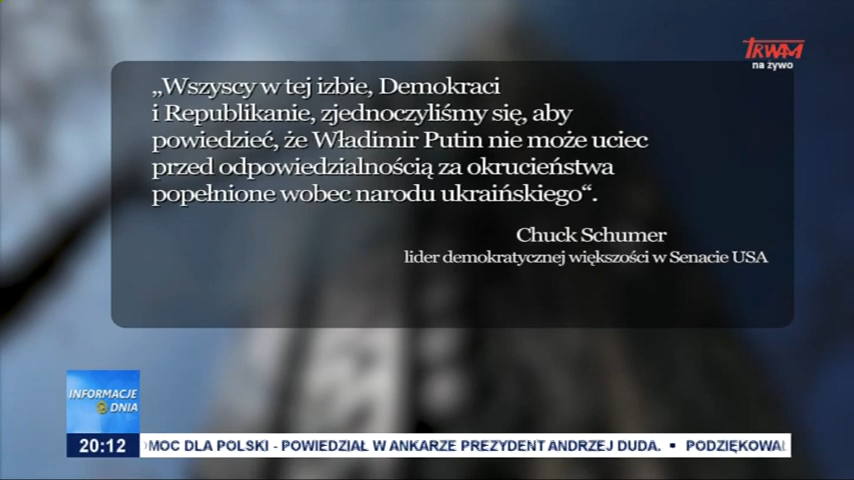 TRWAM
na żywo
„Wszyscy w tej izbie, Demokraci
i Republikanie, zjednoczyliśmy się, aby
powiedzieć, że Władimir Putin nie może uciec
przed odpowiedzialnością za okrucieństwa
popełnione wobec narodu ukraińskiego“.
Chuck Schumer
lider demokratycznej większości w Senacie USA
INFORMACJE
DNIA
20:12
MOC DLA POLSKI - POWIEDZIAŁ W ANKARZE PREZYDENT ANDRZEJ DUDA. ▪ PODZIĘKOWAŁ